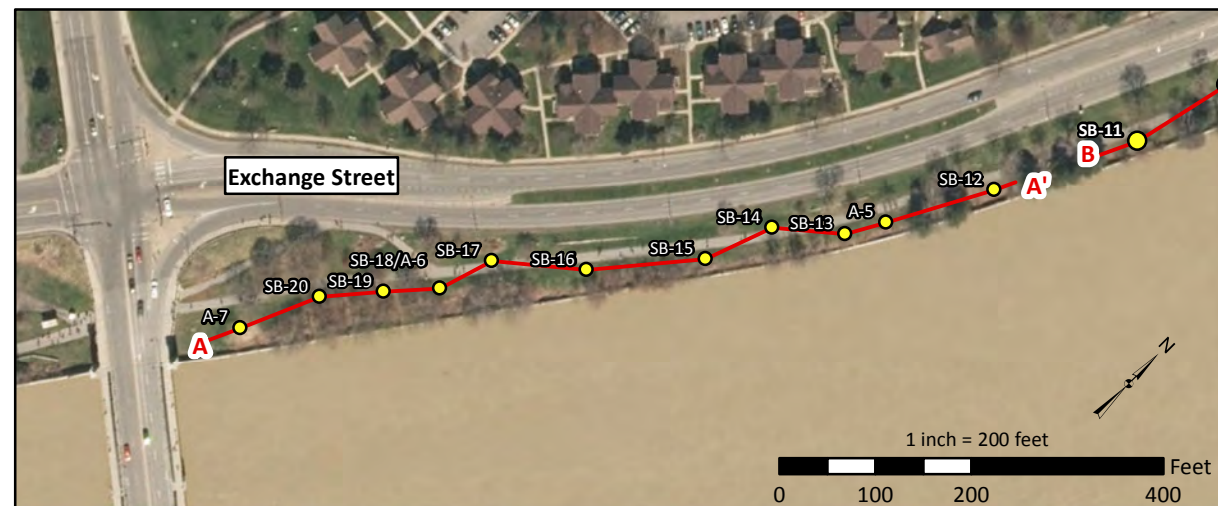 SB-11
B
Exchange Street
SB-12
A'
A-5
SB-14
SB-13
SB-15
SB-18/A-6
SB-17
SB-16
SB-20
SB-19
A-7
A
N
1 inch = 200 feet
Feet
0 100 200 400